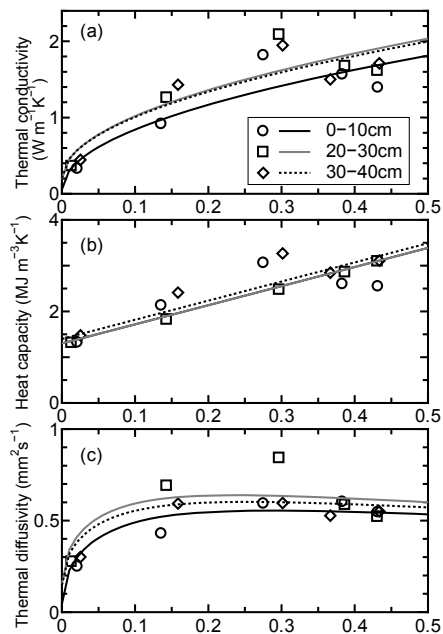 (a)
Thermal conductivity
(W m⁻¹K⁻¹)
2
1
0
0 0.1 0.2 0.3 0.4 0.5
0−10cm
20−30cm
30−40cm
(b)
Heat capacity (MJ m⁻³K⁻¹)
4
2
0
0 0.1 0.2 0.3 0.4 0.5
(c)
Thermal diffusivity (mm²s⁻¹)
1
0.5
0
0 0.1 0.2 0.3 0.4 0.5